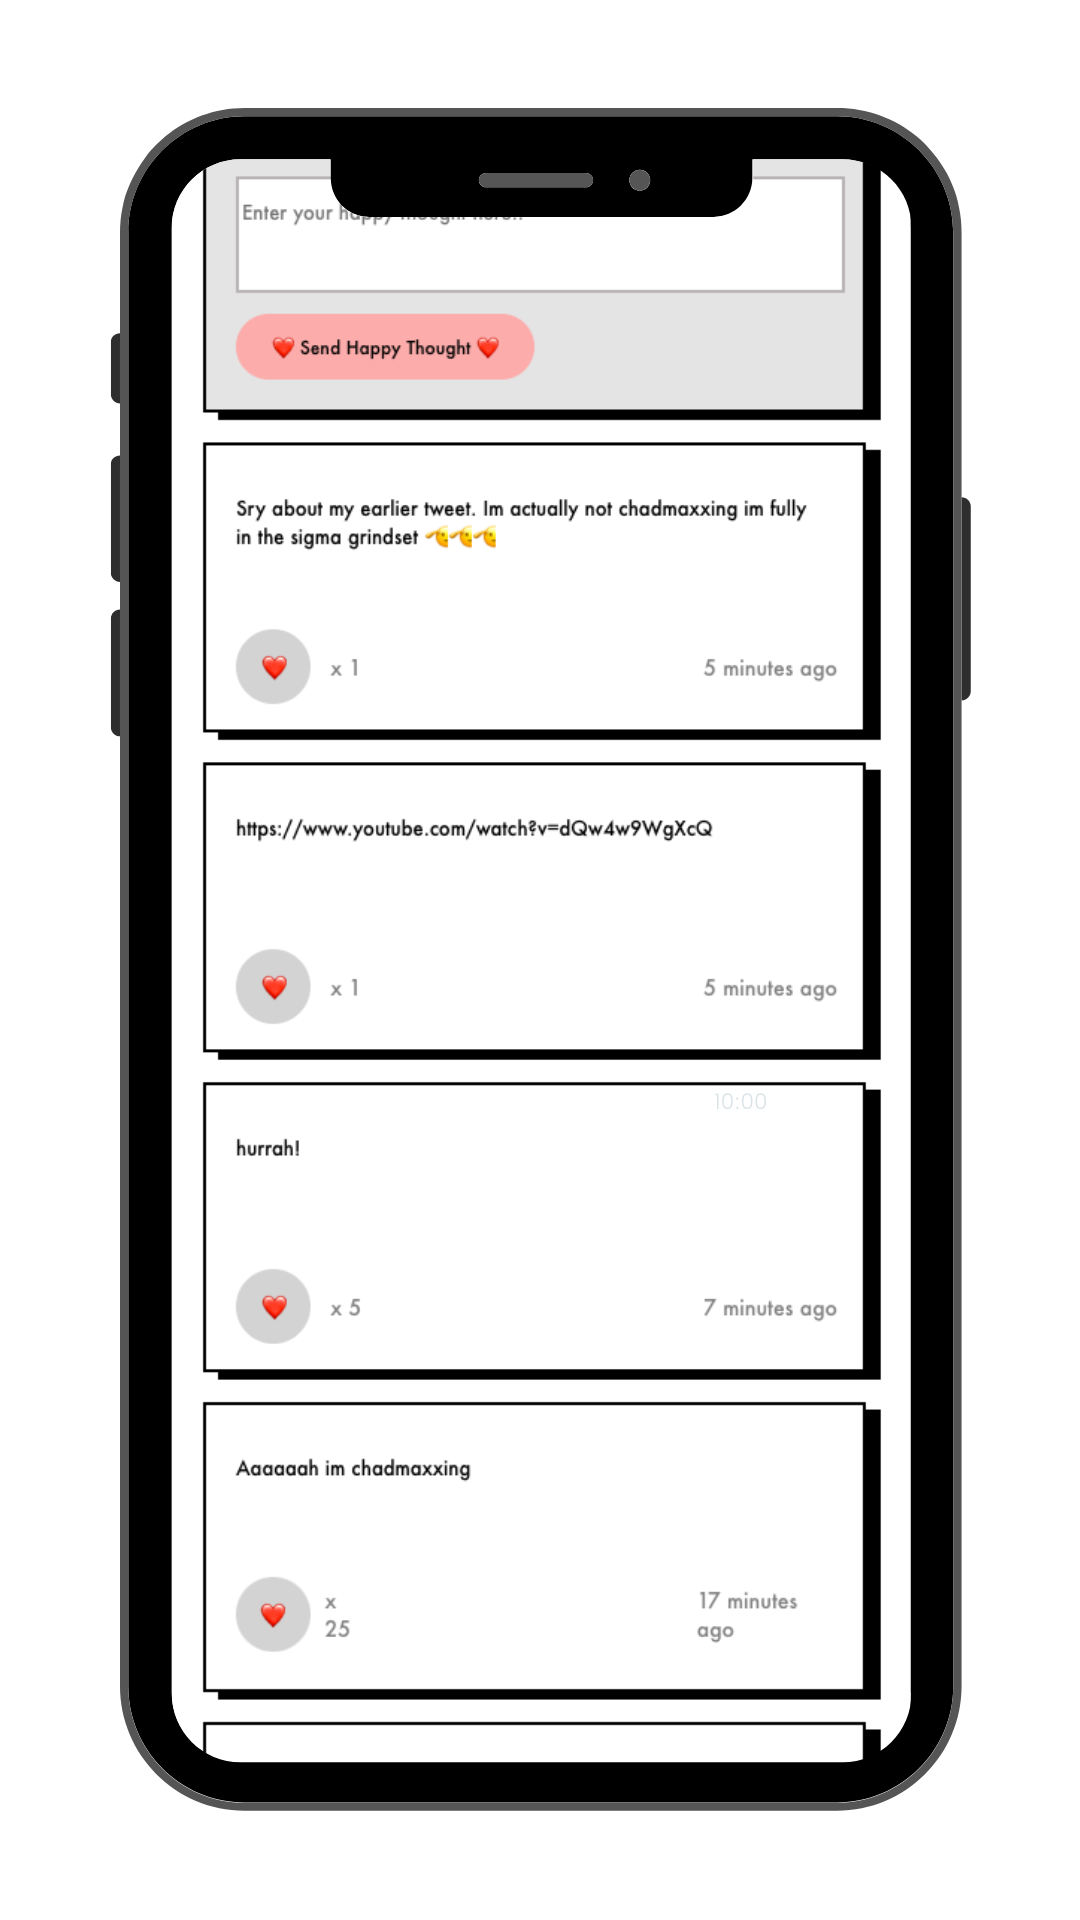 Enter your happy thought here..
❤️ Send Happy Thought ❤️
Sry about my earlier tweet. Im actually not chadmaxxing im fully
in the sigma grindset 🫡🫡🫡
x 1
5 minutes ago
https://www.youtube.com/watch?v=dQw4w9WgXcQ
x 1
5 minutes ago
10:00
hurrah!
x 5
7 minutes ago
Aaaaaah im chadmaxxing
x
25
17 minutes
ago